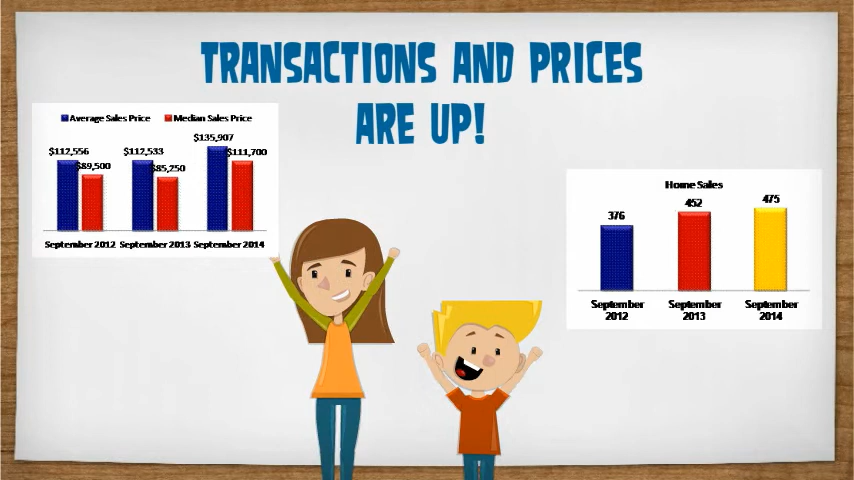 TRANSACTIONS AND PRICES
ARE UP!
Average Sales Price Median Sales Price
$135,907
$112,556 $112,533 $111,700
$89,500 $85,250
September 2012 September 2013 September 2014
Home Sales
376 452 475
September September September
2012 2013 2014